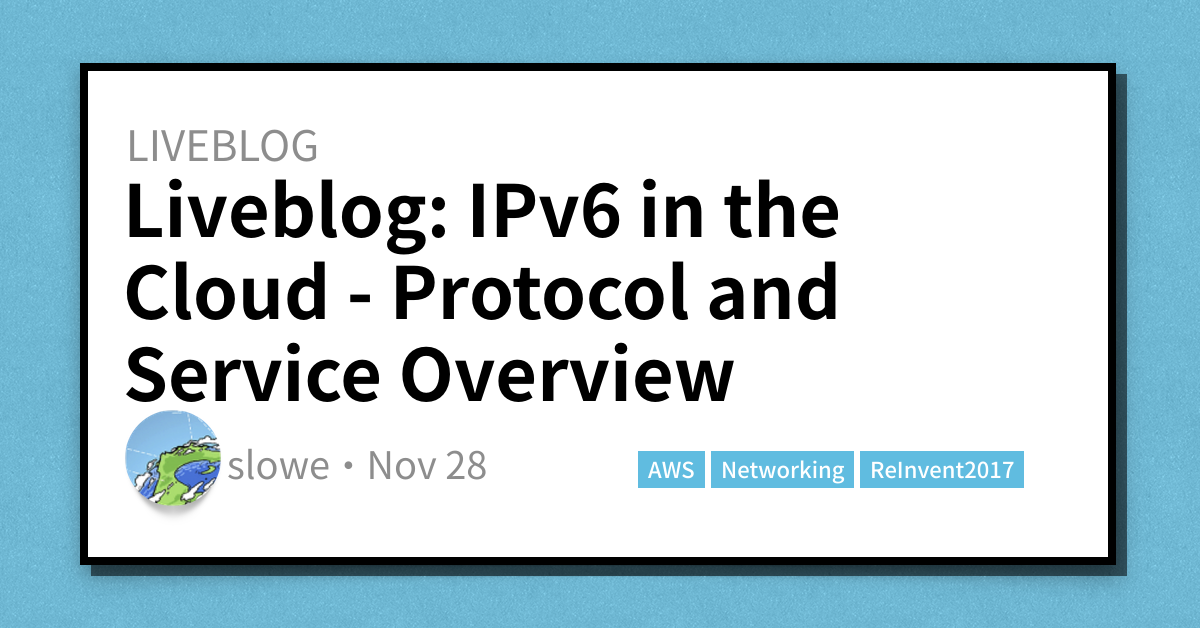 LIVEBLOG
Liveblog: IPv6 in the
Cloud - Protocol and
Service Overview
slowe • Nov 28
AWS Networking ReInvent2017